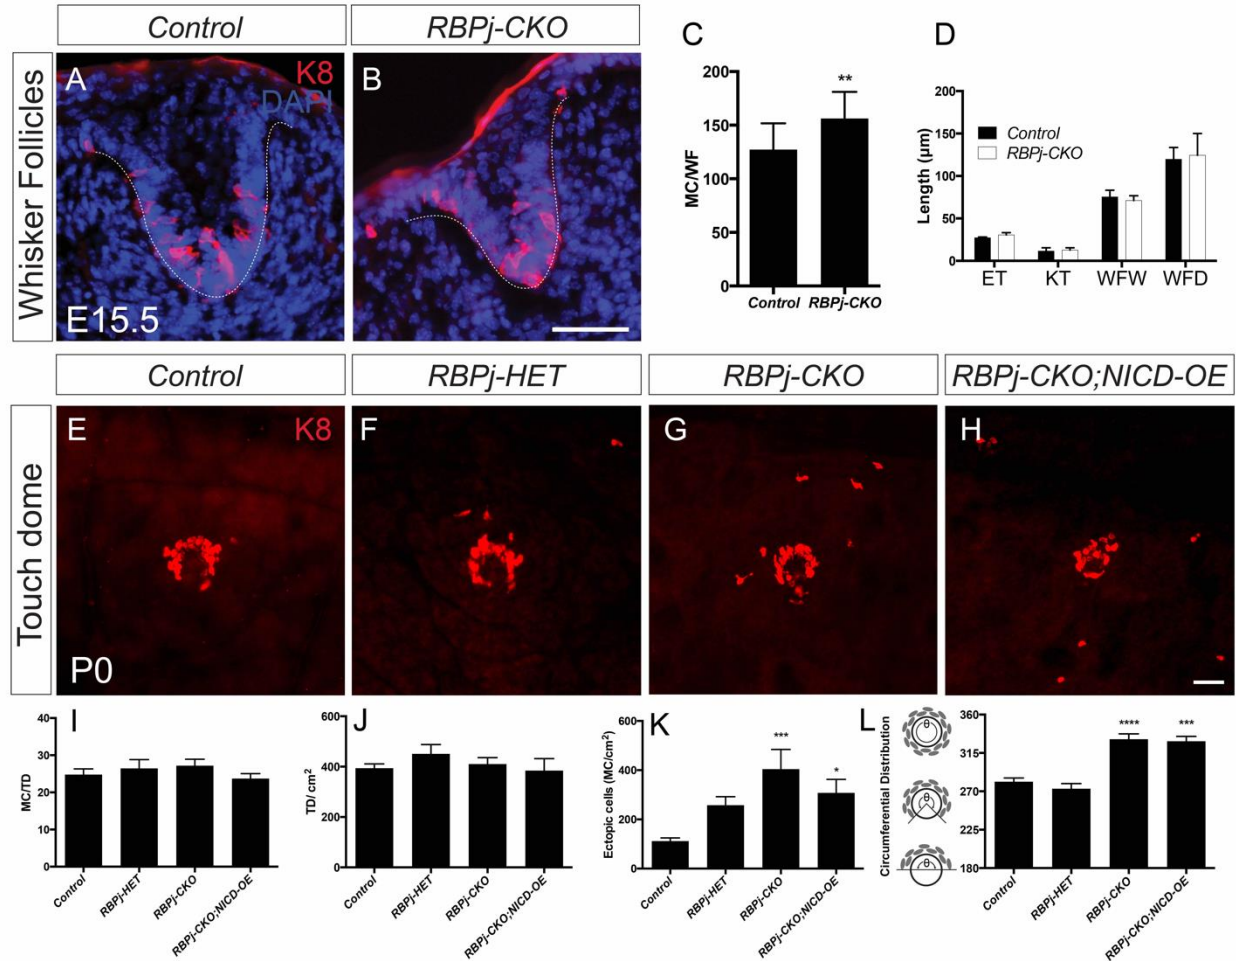 Control
RBPj-CKO
Whisker Follicles
A
K8
DAPI
E15.5
B
C
MC/WF
200
150
100
50
0
**
Control
RBPj-CKO
D
Length (µm)
200
150
100
50
0
Control
RBPj-CKO
ET
KT
WFW
WFD
Control
RBPj-HET
RBPj-CKO
RBPj-CKO;NICD-OE
Touch dome
E
K8
P0
F
G
H
I
MC/TD
40
30
20
10
0
Control
RBPj-HET
RBPj-CKO
RBPj-CKO;NICD-OE
J
TD/ cm²
600
400
200
0
Control
RBPj-HET
RBPj-CKO
RBPj-CKO;NICD-OE
K
Ectopic cells (MC/cm²)
600
400
200
0
***
*
Control
RBPj-HET
RBPj-CKO
RBPj-CKO;NICD-OE
L
Circumferential Distribution
θ
θ
θ
360
315
270
225
180
****
***
Control
RBPj-HET
RBPj-CKO
RBPj-CKO;NICD-OE